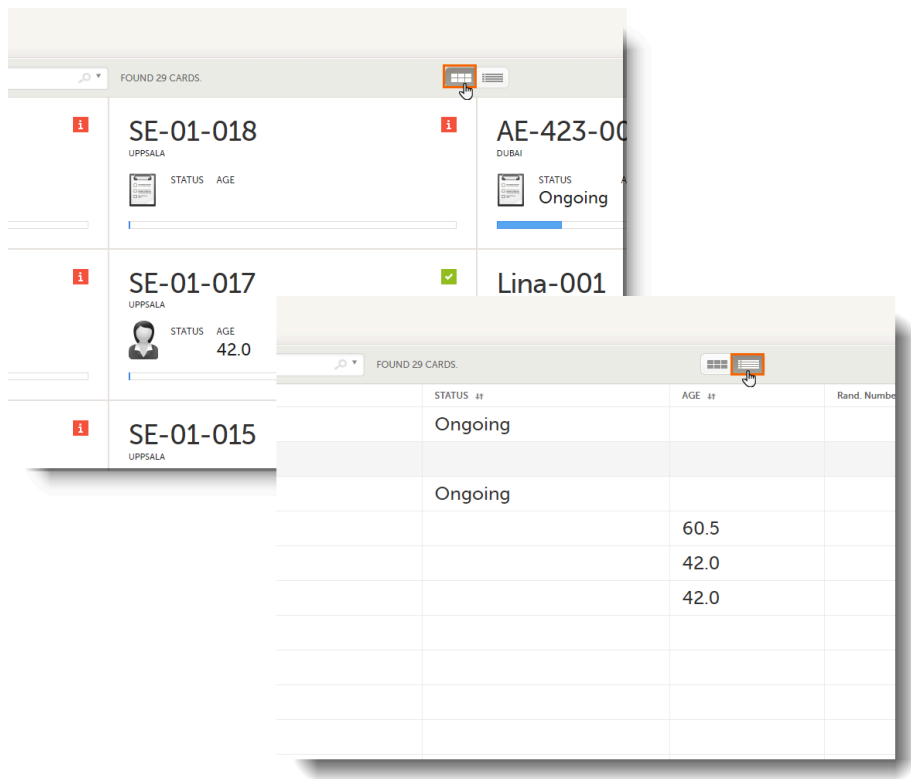 FOUND 29 CARDS.
SE-01-018
UPPSALA
STATUS AGE
AE-423-00
DUBAI
STATUS A
Ongoing
SE-01-017
UPPSALA
STATUS AGE
42.0
Lina-001
SE-01-015
UPPSALA
FOUND 29 CARDS.
STATUS AGE Rand. Numbe
Ongoing
Ongoing
60.5
42.0
42.0